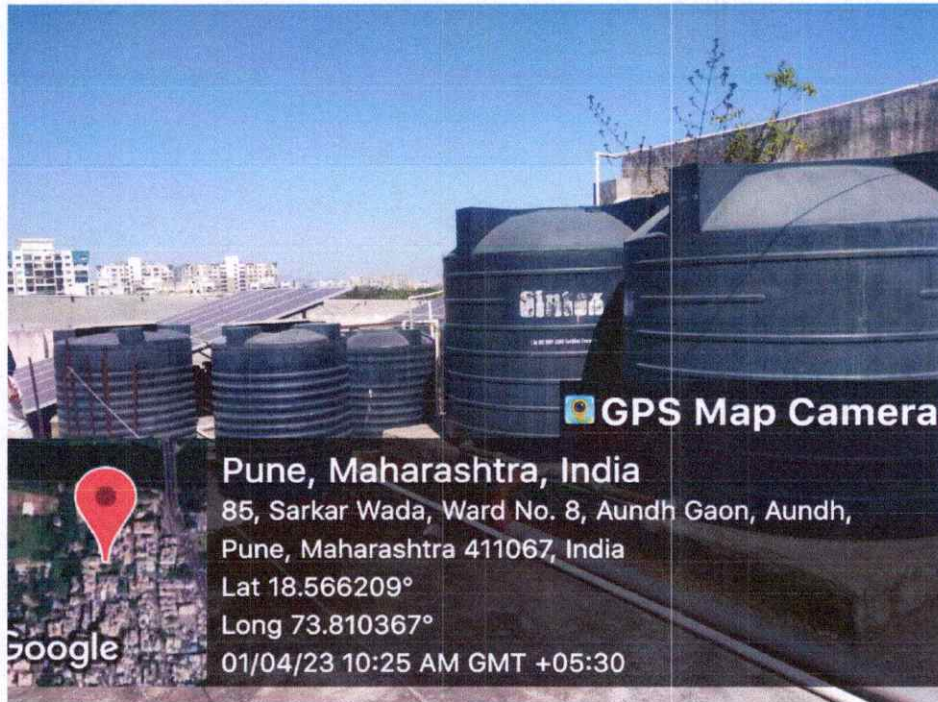 Sintex
GPS Map Camera
Pune, Maharashtra, India
85, Sarkar Wada, Ward No. 8, Aundh Gaon, Aundh,
Pune, Maharashtra 411067, India
Lat 18.566209°
Long 73.810367°
01/04/23 10:25 AM GMT +05:30
Google